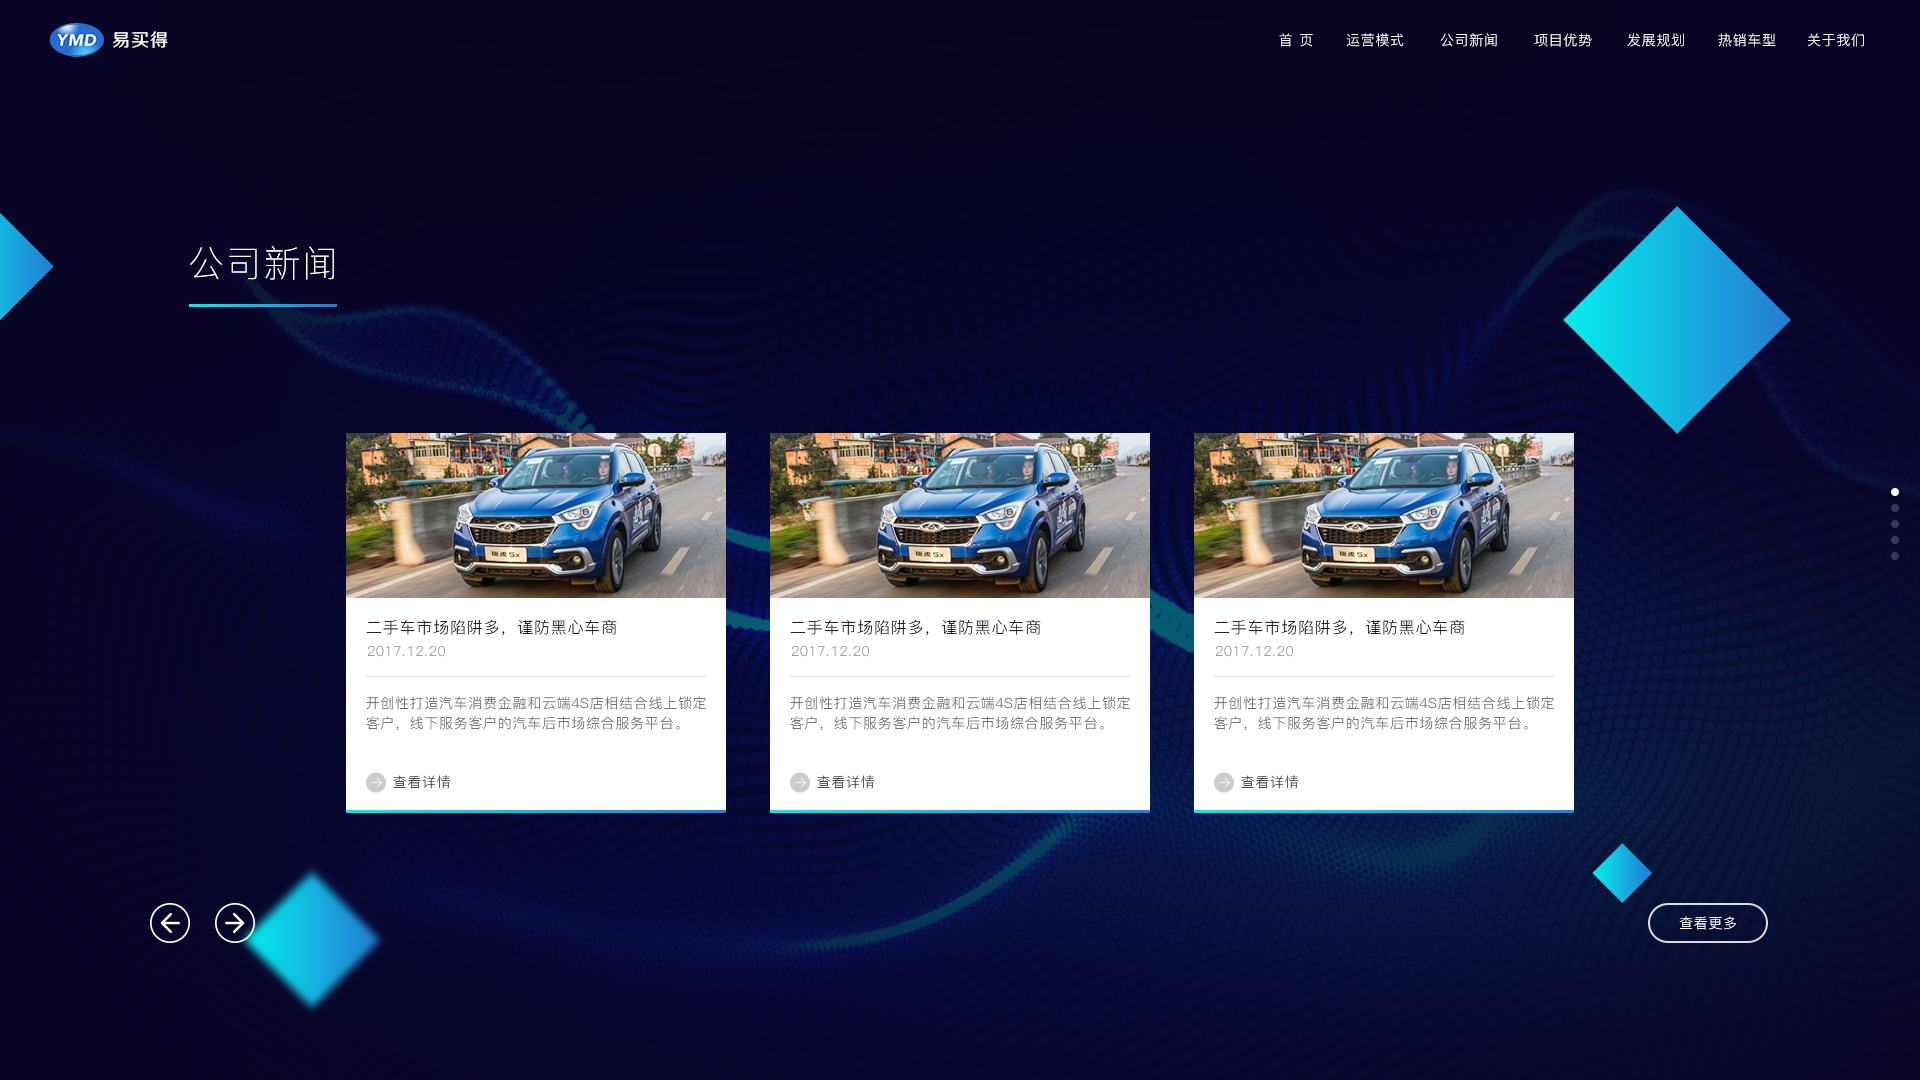 YMD 易买得
首 页 运营模式 公司新闻 项目优势 发展规划 热销车型 关于我们
公司新闻
瑞虎5x
二手车市场陷阱多，谨防黑心车商
2017.12.20
开创性打造汽车消费金融和云端4S店相结合线上锁定
客户，线下服务客户的汽车后市场综合服务平台。
查看详情
瑞虎5x
二手车市场陷阱多，谨防黑心车商
2017.12.20
开创性打造汽车消费金融和云端4S店相结合线上锁定
客户，线下服务客户的汽车后市场综合服务平台。
查看详情
瑞虎5x
二手车市场陷阱多，谨防黑心车商
2017.12.20
开创性打造汽车消费金融和云端4S店相结合线上锁定
客户，线下服务客户的汽车后市场综合服务平台。
查看详情
查看更多